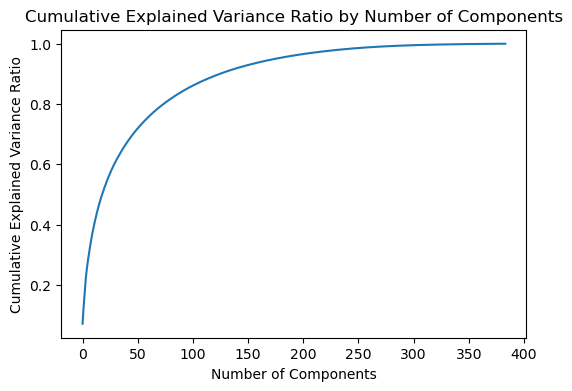 Cumulative Explained Variance Ratio by Number of Components
Cumulative Explained Variance Ratio
1.0
0.8
0.6
0.4
0.2
0 50 100 150 200 250 300 350 400
Number of Components